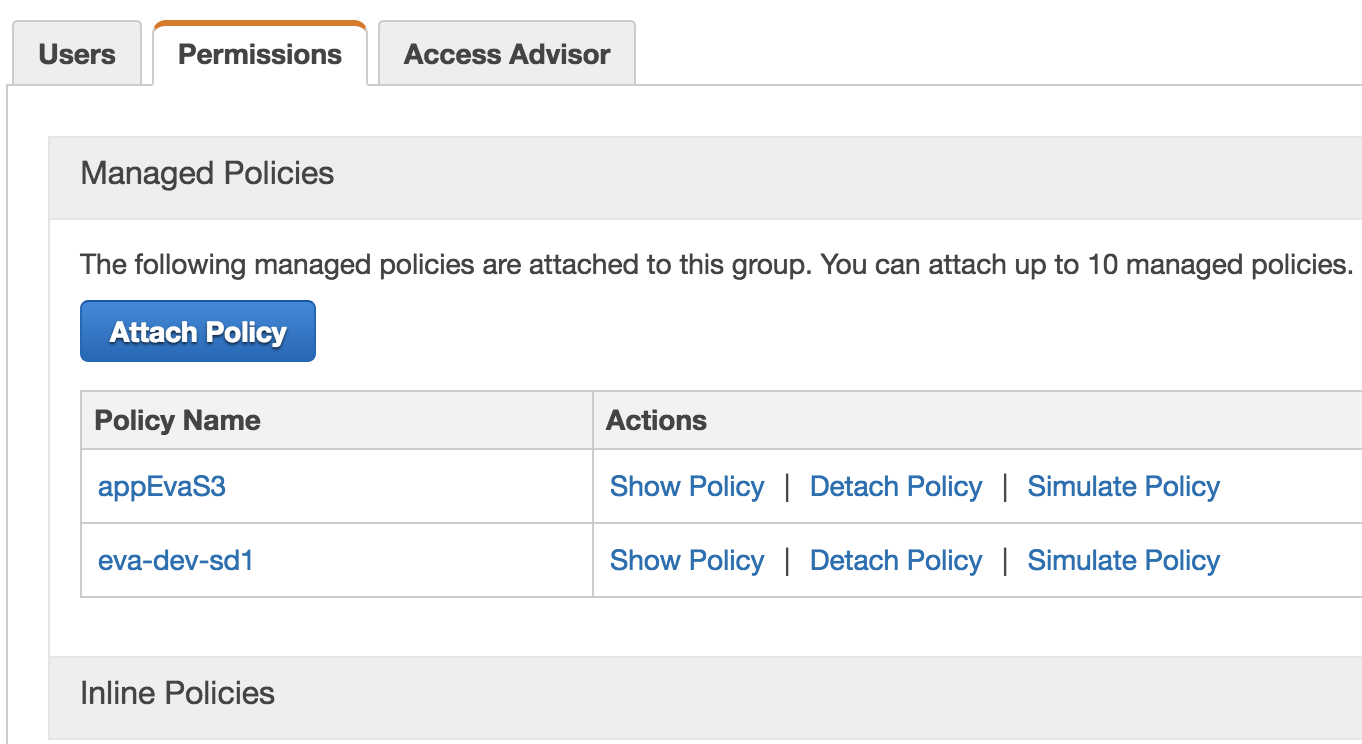 Users Permissions Access Advisor
Managed Policies
The following managed policies are attached to this group. You can attach up to 10 managed policies.
Attach Policy
Policy Name Actions
appEvaS3 Show Policy | Detach Policy | Simulate Policy
eva-dev-sd1 Show Policy | Detach Policy | Simulate Policy
Inline Policies